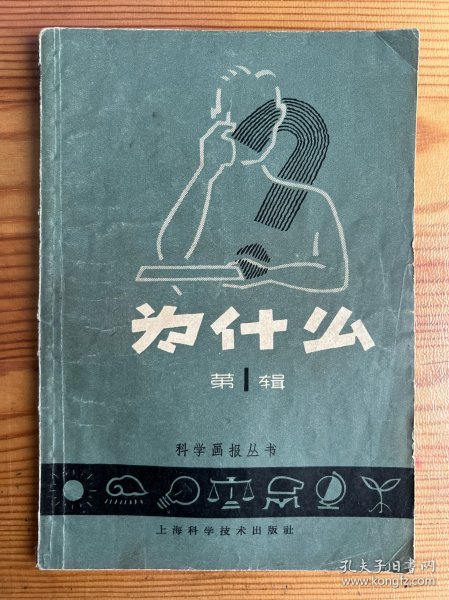 为什么
第1辑
科学画报丛书
上海科学技术出版社
孔夫子旧书网
www.kongfz.com